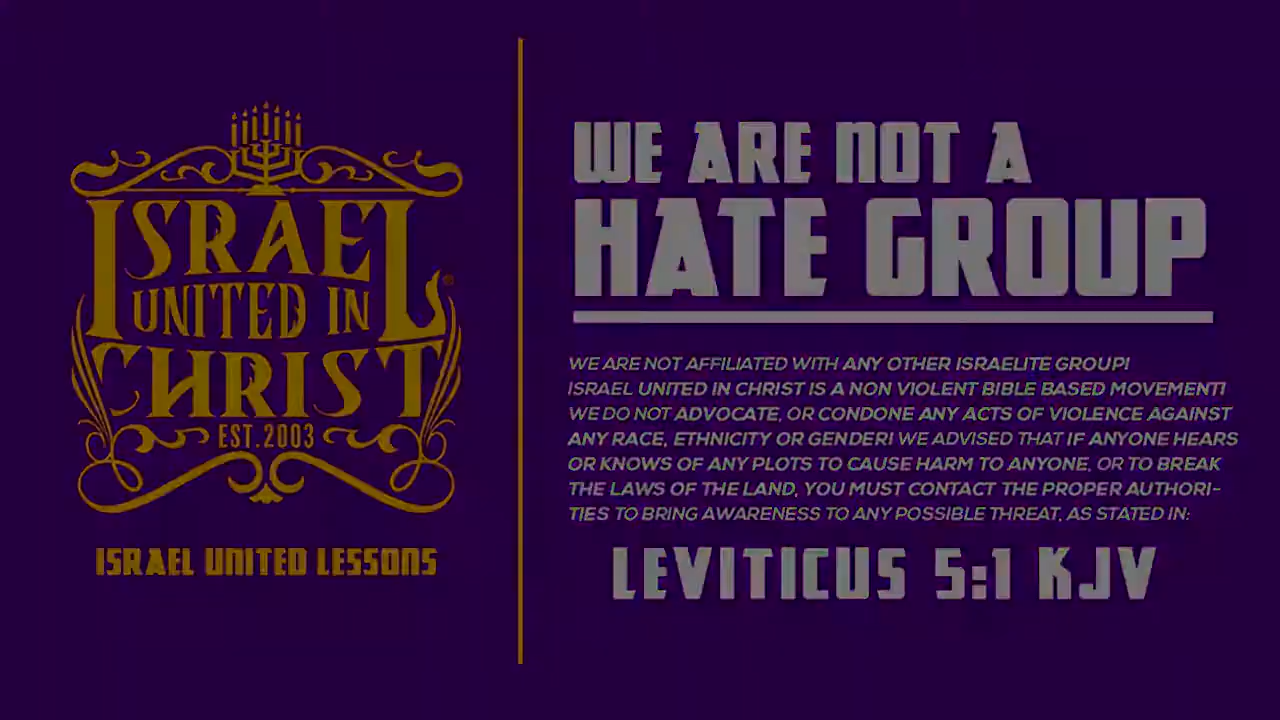 ISRAEL
UNITED IN
CHRIST
EST. 2003
ISRAEL UNITED LESSONS
WE ARE NOT A
HATE GROUP
WE ARE NOT AFFILIATED WITH ANY OTHER ISRAELITE GROUP!
ISRAEL UNITED IN CHRIST IS A NON VIOLENT BIBLE BASED MOVEMENT!
WE DO NOT ADVOCATE, OR CONDONE ANY ACTS OF VIOLENCE AGAINST
ANY RACE, ETHNICITY OR GENDER! WE ADVISED THAT IF ANYONE HEARS
OR KNOWS OF ANY PLOTS TO CAUSE HARM TO ANYONE, OR TO BREAK
THE LAWS OF THE LAND, YOU MUST CONTACT THE PROPER AUTHORI-
TIES TO BRING AWARENESS TO ANY POSSIBLE THREAT, AS STATED IN:
LEVITICUS 5:1 KJV